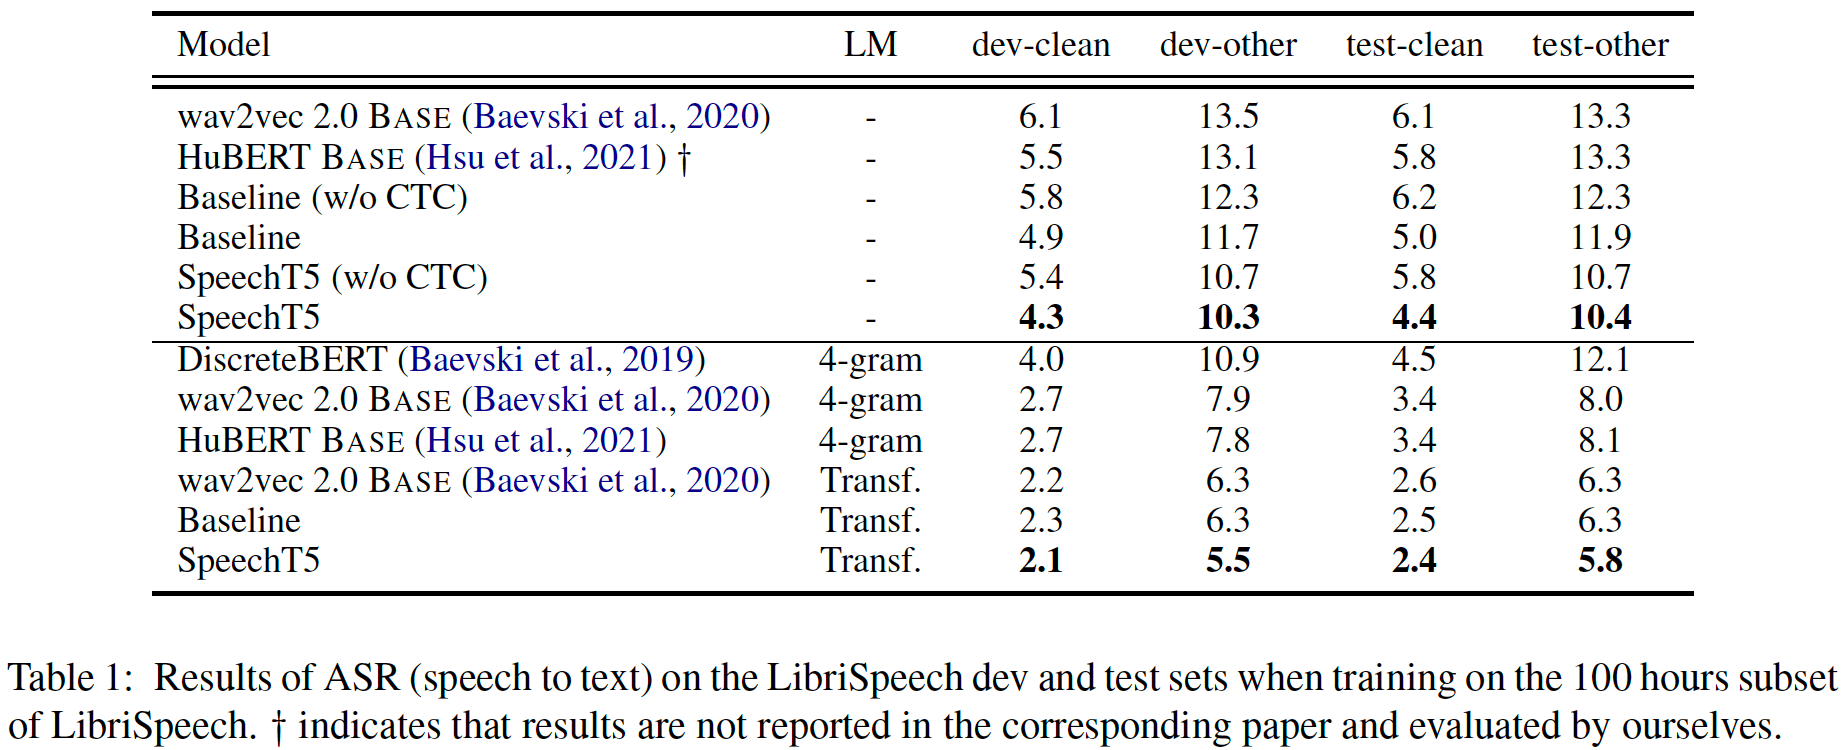 Model LM dev-clean dev-other test-clean test-other
wav2vec 2.0 BASE (Baevski et al., 2020) - 6.1 13.5 6.1 13.3
HuBERT BASE (Hsu et al., 2021) † - 5.5 13.1 5.8 13.3
Baseline (w/o CTC) - 5.8 12.3 6.2 12.3
Baseline - 4.9 11.7 5.0 11.9
SpeechT5 (w/o CTC) - 5.4 10.7 5.8 10.7
SpeechT5 - 4.3 10.3 4.4 10.4
DiscreteBERT (Baevski et al., 2019) 4-gram 4.0 10.9 4.5 12.1
wav2vec 2.0 BASE (Baevski et al., 2020) 4-gram 2.7 7.9 3.4 8.0
HuBERT BASE (Hsu et al., 2021) 4-gram 2.7 7.8 3.4 8.1
wav2vec 2.0 BASE (Baevski et al., 2020) Transf. 2.2 6.3 2.6 6.3
Baseline Transf. 2.3 6.3 2.5 6.3
SpeechT5 Transf. 2.1 5.5 2.4 5.8
Table 1: Results of ASR (speech to text) on the LibriSpeech dev and test sets when training on the 100 hours subset
of LibriSpeech. † indicates that results are not reported in the corresponding paper and evaluated by ourselves.